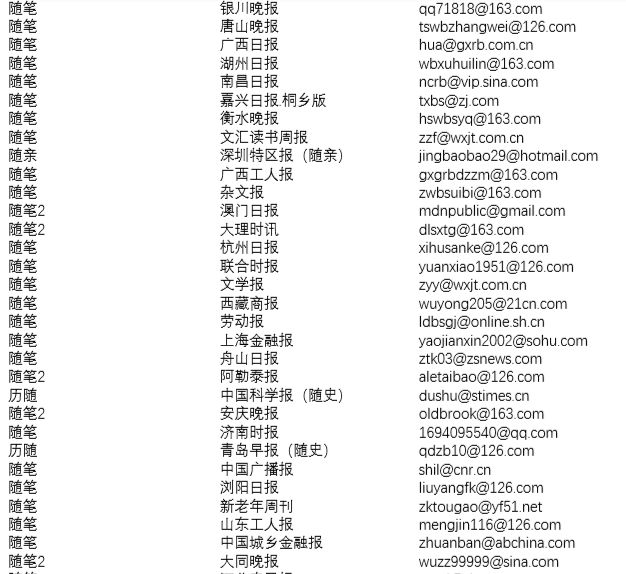 随笔 银川晚报 qq71818@163.com
随笔 唐山晚报 tswbzhangwei@126.com
随笔 广西日报 hua@gxrb.com.cn
随笔 湖州日报 wbxuhuilin@163.com
随笔 南昌日报 ncrb@vip.sina.com
随笔 嘉兴日报.桐乡版 txbs@zj.com
随笔 衡水晚报 hswbsyq@163.com
随笔 文汇读书周报 zzf@wxjt.com.cn
随亲 深圳特区报（随亲） jingbaobao29@hotmail.com
随笔 广西工人报 gxgrbdzzm@163.com
随笔 杂文报 zwbsuibi@163.com
随笔2 澳门日报 mdnpublic@gmail.com
随笔2 大理时讯 dlsxtg@163.com
随笔 杭州日报 xihusanke@126.com
随笔 联合时报 yuanxiao1951@126.com
随笔 文学报 zyy@wxjt.com.cn
随笔 西藏商报 wuyong205@21cn.com
随笔 劳动报 ldbsgj@online.sh.cn
随笔 上海金融报 yaojianxin2002@sohu.com
随笔 舟山日报 ztk03@zsnews.com
随笔2 阿勒泰报 aletaibao@126.com
历随 中国科学报（随史） dushu@stimes.cn
随笔2 安庆晚报 oldbrook@163.com
随笔 济南时报 1694095540@qq.com
历随 青岛早报（随史） qdzb10@126.com
随笔 中国广播报 shil@cnr.cn
随笔 浏阳日报 liuyangfk@126.com
随笔 新老年周刊 zktougao@yf51.net
随笔 山东工人报 mengjin116@126.com
随笔 中国城乡金融报 zhuanban@abchina.com
随笔2 大同晚报 wuzz99999@sina.com